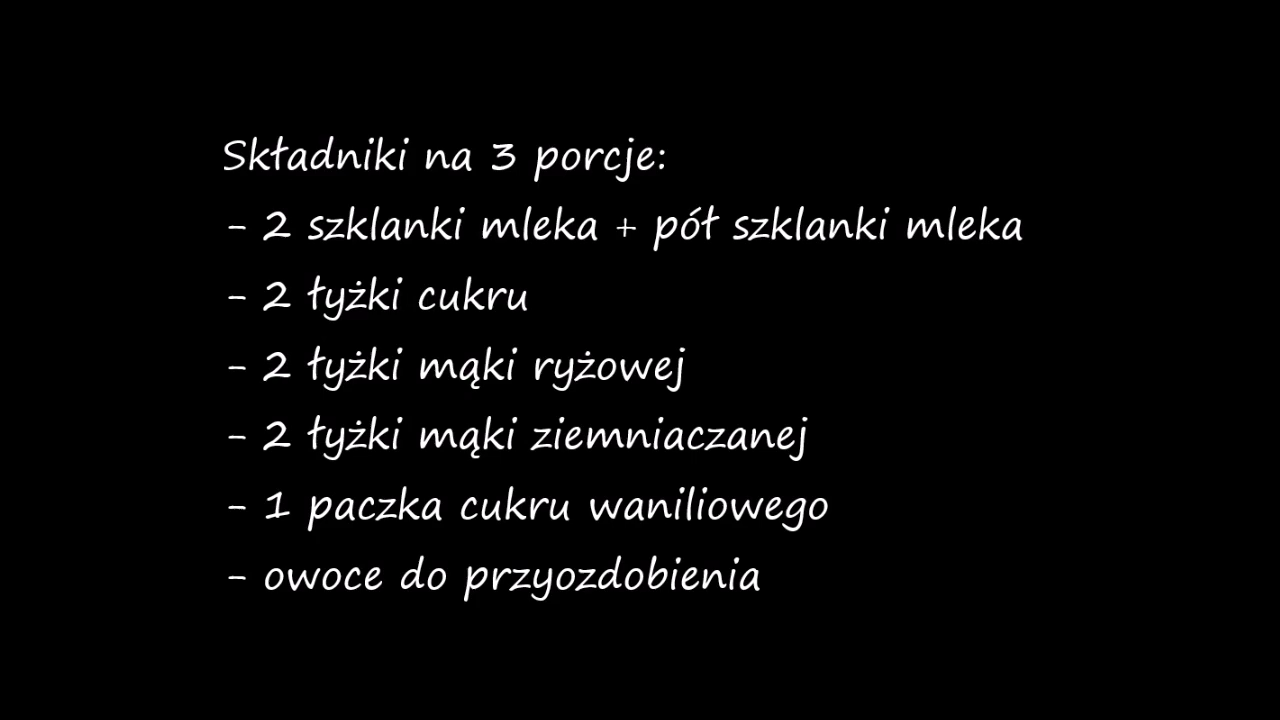 Składniki na 3 porcje:
- 2 szklanki mleka + pół szklanki mleka
- 2 łyżki cukru
- 2 łyżki mąki ryżowej
- 2 łyżki mąki ziemniaczanej
- 1 paczka cukru waniliowego
- owoce do przyozdobienia